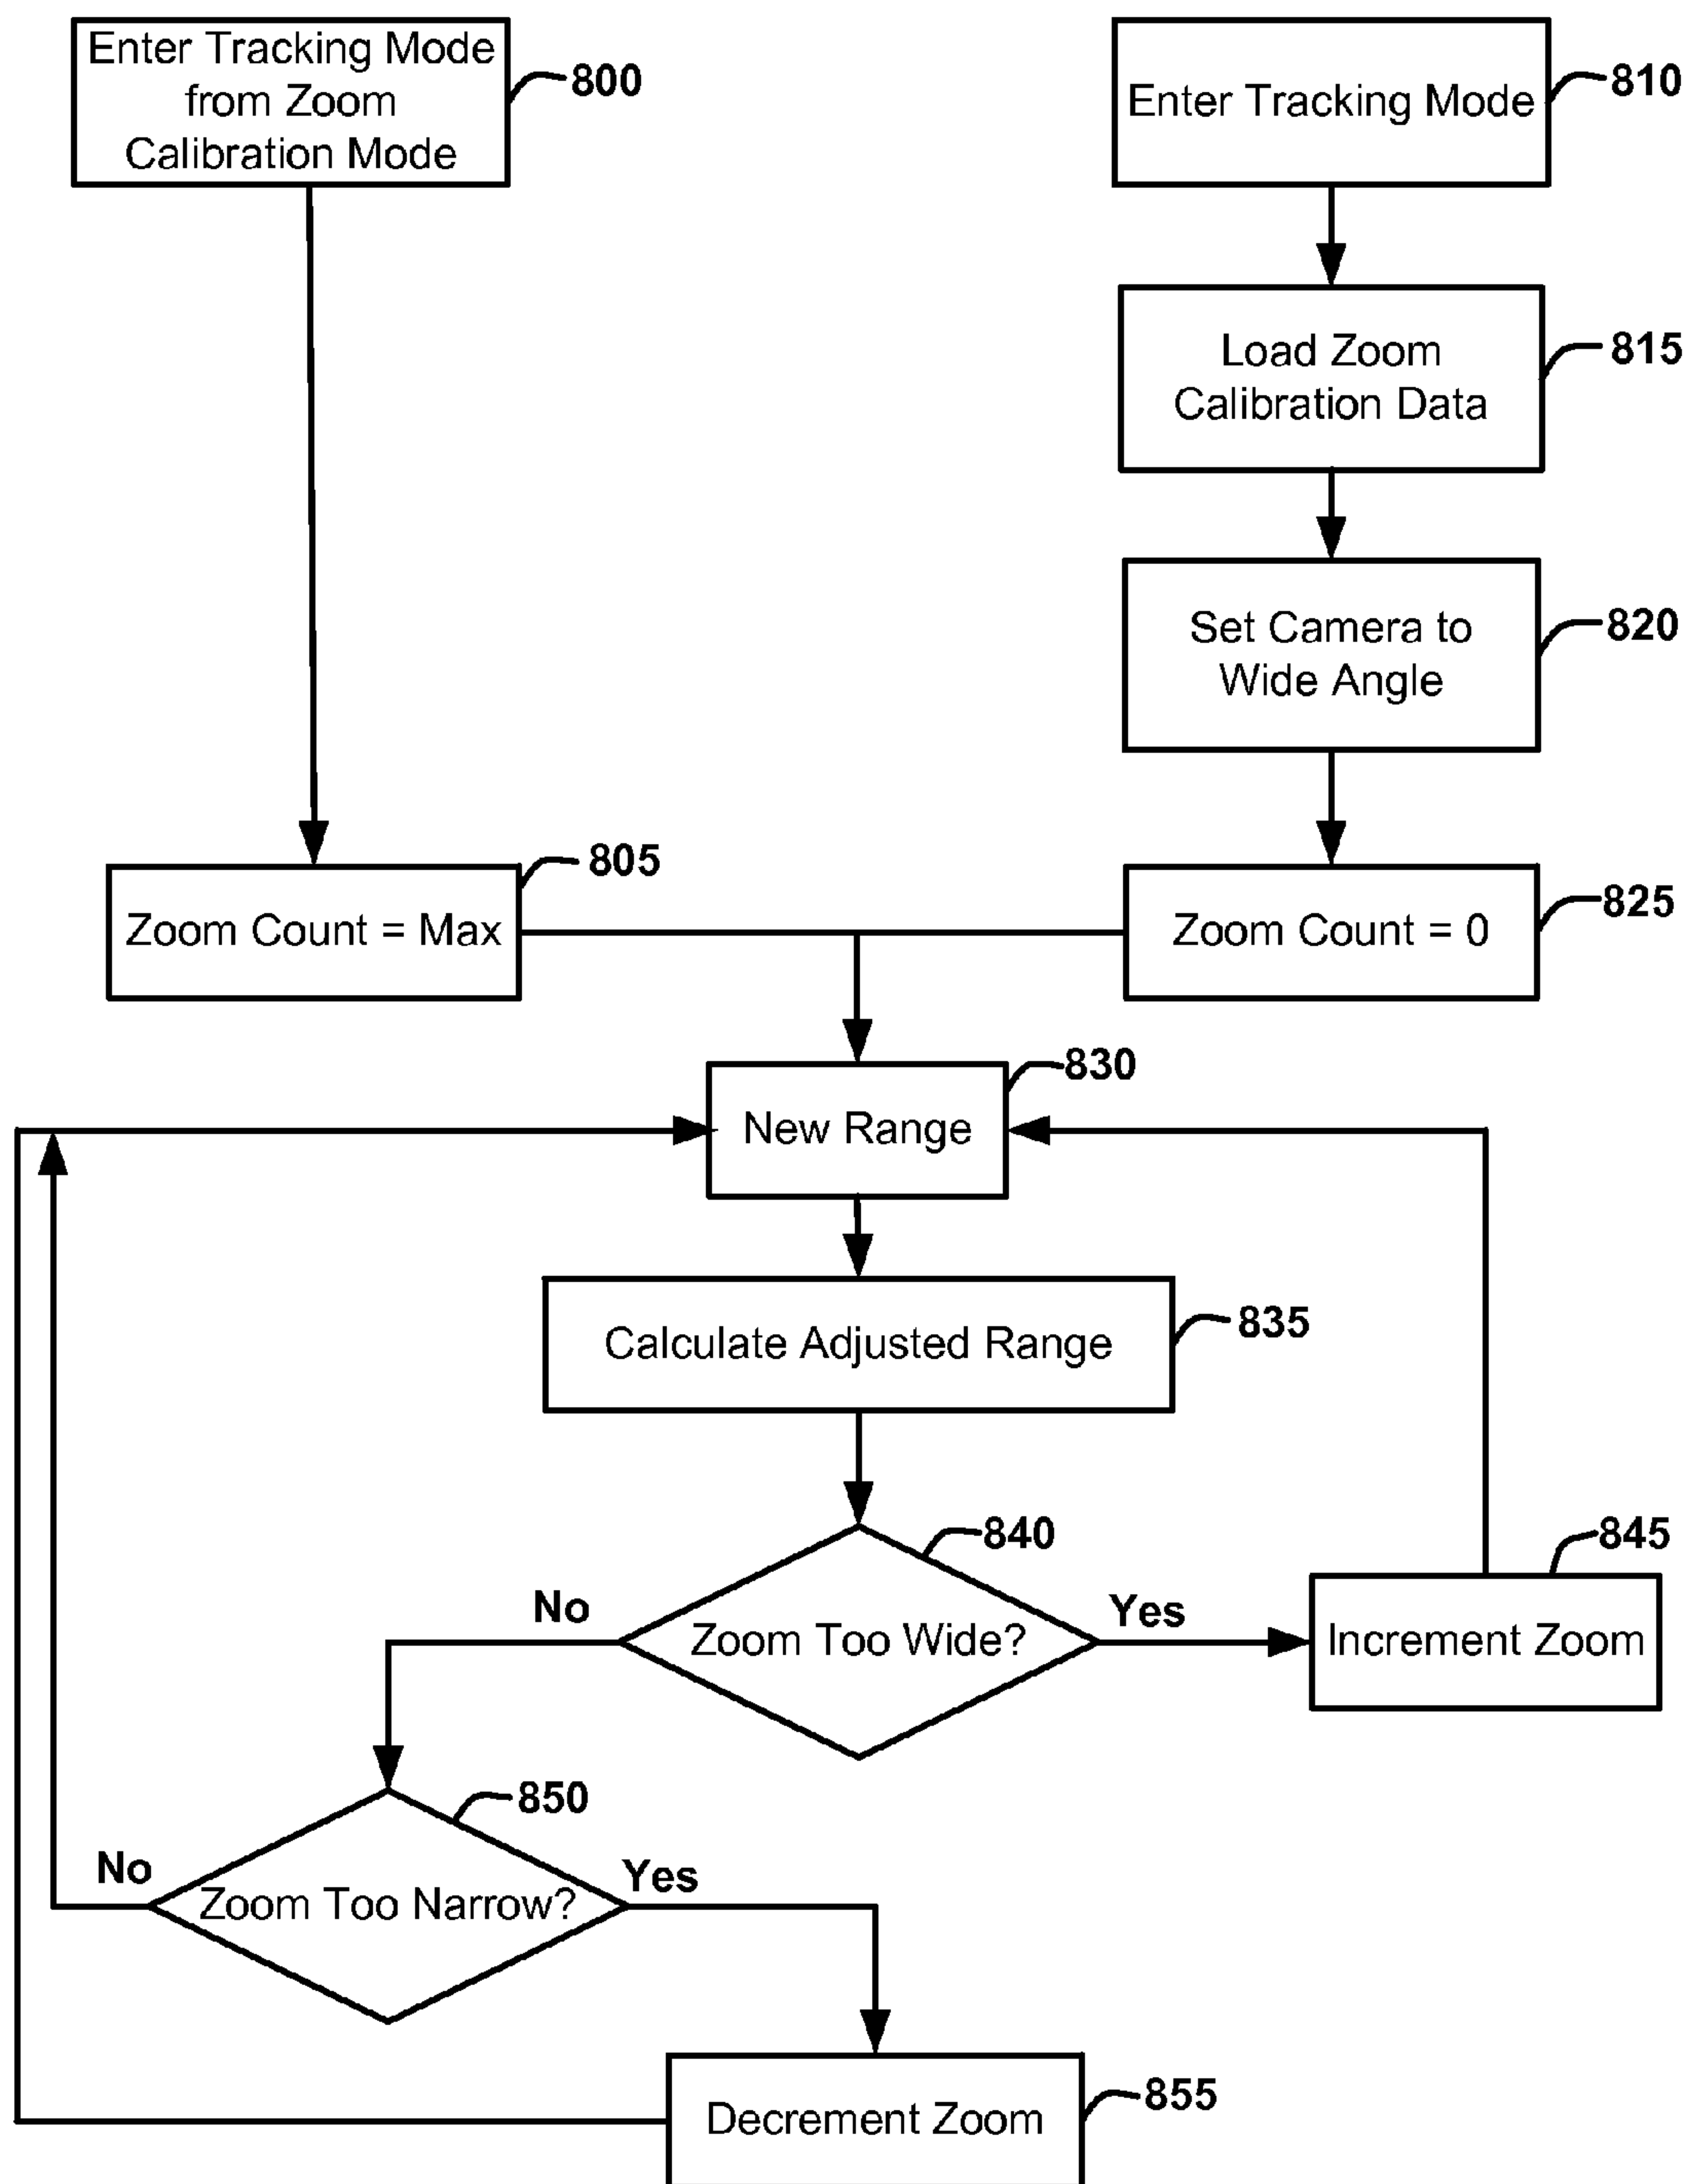 Enter Tracking Mode
from Zoom
Calibration Mode
800
Enter Tracking Mode
810
Load Zoom
Calibration Data
815
Set Camera to
Wide Angle
820
Zoom Count = Max
805
Zoom Count = 0
825
New Range
830
Calculate Adjusted Range
835
Zoom Too Wide?
840
No
Yes
Increment Zoom
845
Zoom Too Narrow?
850
No
Yes
Decrement Zoom
855